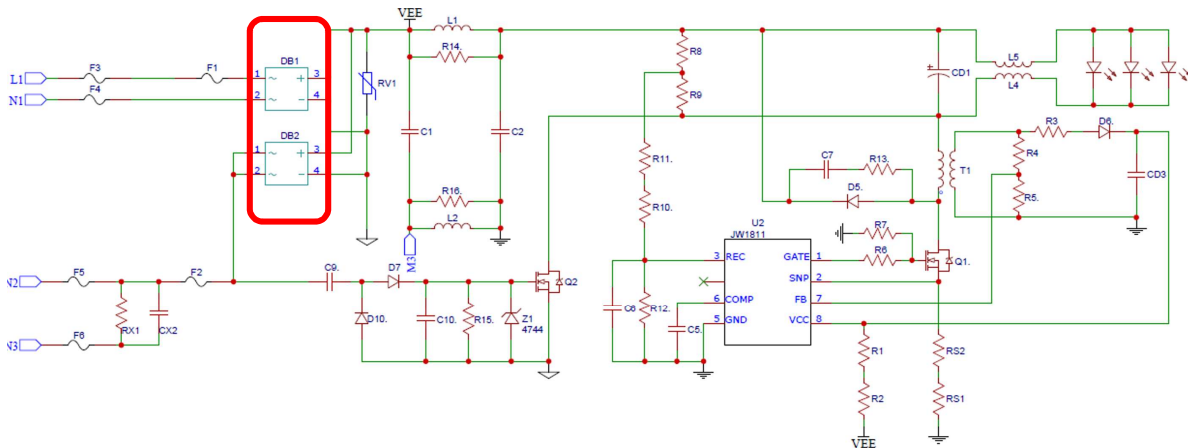 VEE
L1
DB1
R14.
R8
L5
F3
F1
1 ~ + 3
RV1
CD1
L1
2 ~ - 4
L4
N1
F4
R9
DB2
C1
C2
R3
D6.
1 ~ + 3
C7
R13.
R4
2 ~ - 4
R11.
T1
CD3
R16.
D5.
R5.
L2
R10.
U2
R7
JW1811
M3
3 REC GATE 1
R6
Q1.
F5
F2
C9.
D7
Q2
SNP 2
N2
6 COMP FB 7
C6
R12.
RX1
CX2
D10.
C10.
R15.
Z1
4744
C5.
5 GND VCC 8
F6
N3
R1
RS2
R2
RS1
VEE